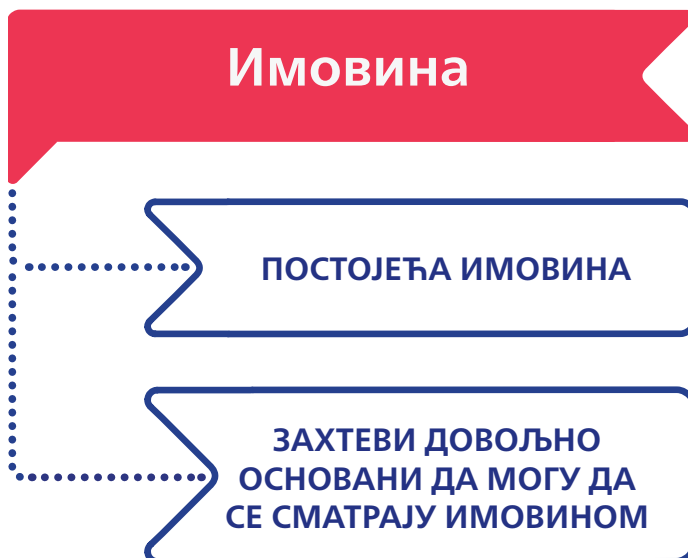 Имовина
ПОСТОЈЕЋА ИМОВИНА
ЗАХТЕВИ ДОВОЉНО
ОСНОВАНИ ДА МОГУ ДА
СЕ СМАТРАЈУ ИМОВИНОМ